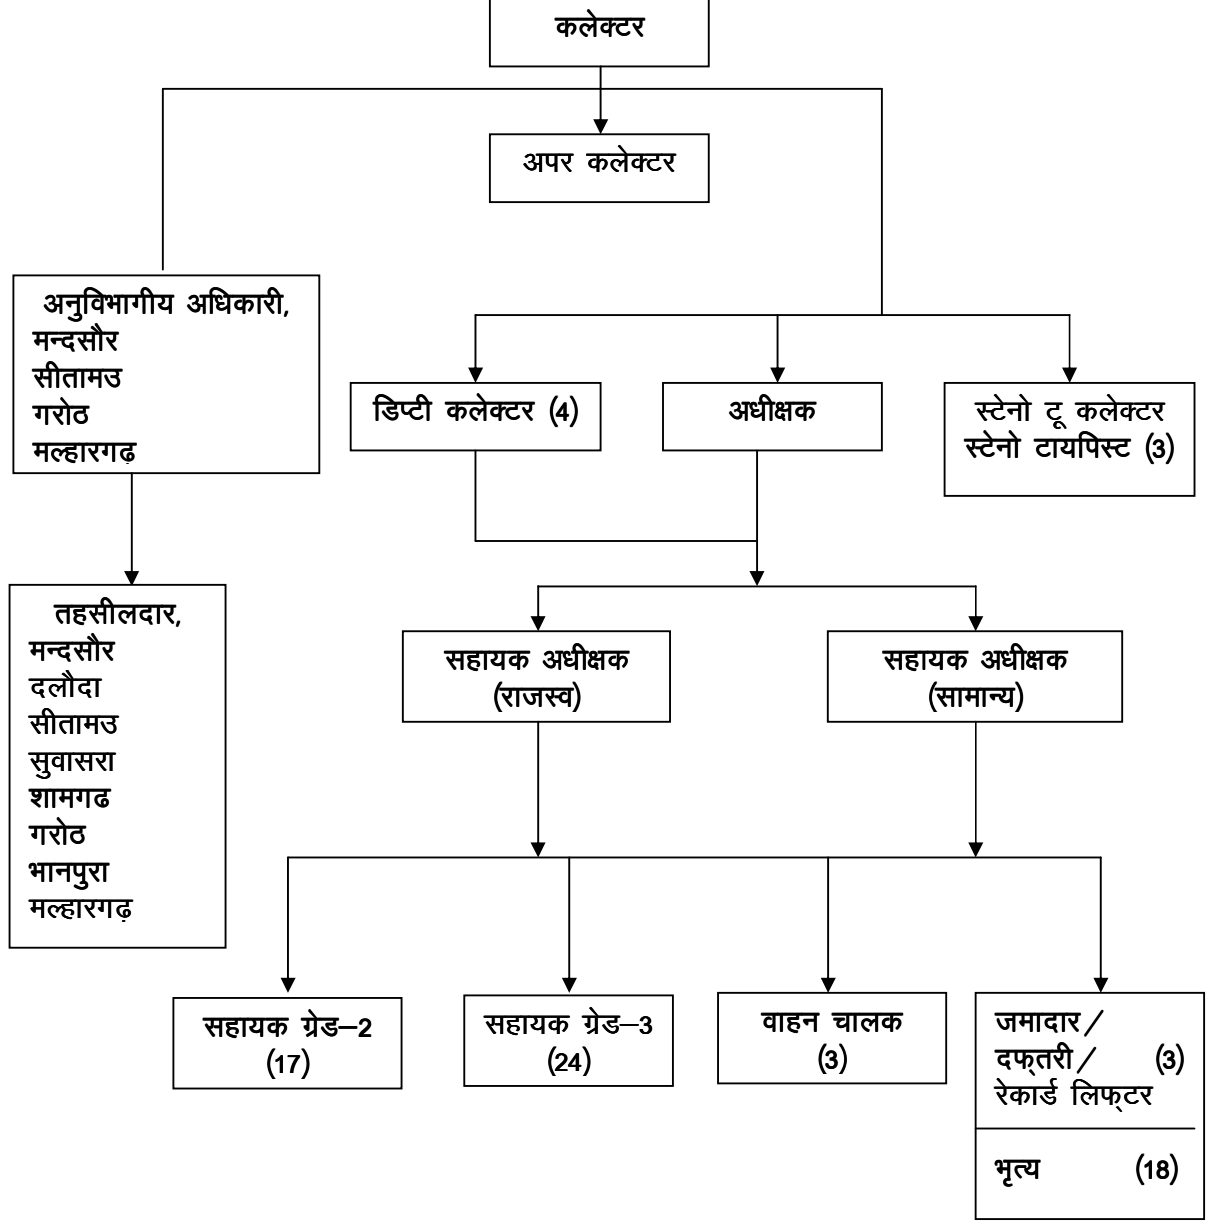 कलेक्टर
अपर कलेक्टर
अनुविभागीय अधिकारी,
मन्दसौर
सीतामउ
गरोठ
मल्हारगढ़
डिप्टी कलेक्टर (4)
अधीक्षक
स्टेनो टू कलेक्टर
स्टेनो टायपिस्ट (3)
तहसीलदार,
मन्दसौर
दलौदा
सीतामउ
सुवासरा
शामगढ
गरोठ
भानपुरा
मल्हारगढ़
सहायक अधीक्षक
(राजस्व)
सहायक अधीक्षक
(सामान्य)
सहायक ग्रेड–2
(17)
सहायक ग्रेड–3
(24)
वाहन चालक
(3)
जमादार/
दफ्तरी/ (3)
रेकार्ड लिफ्टर
भृत्य (18)